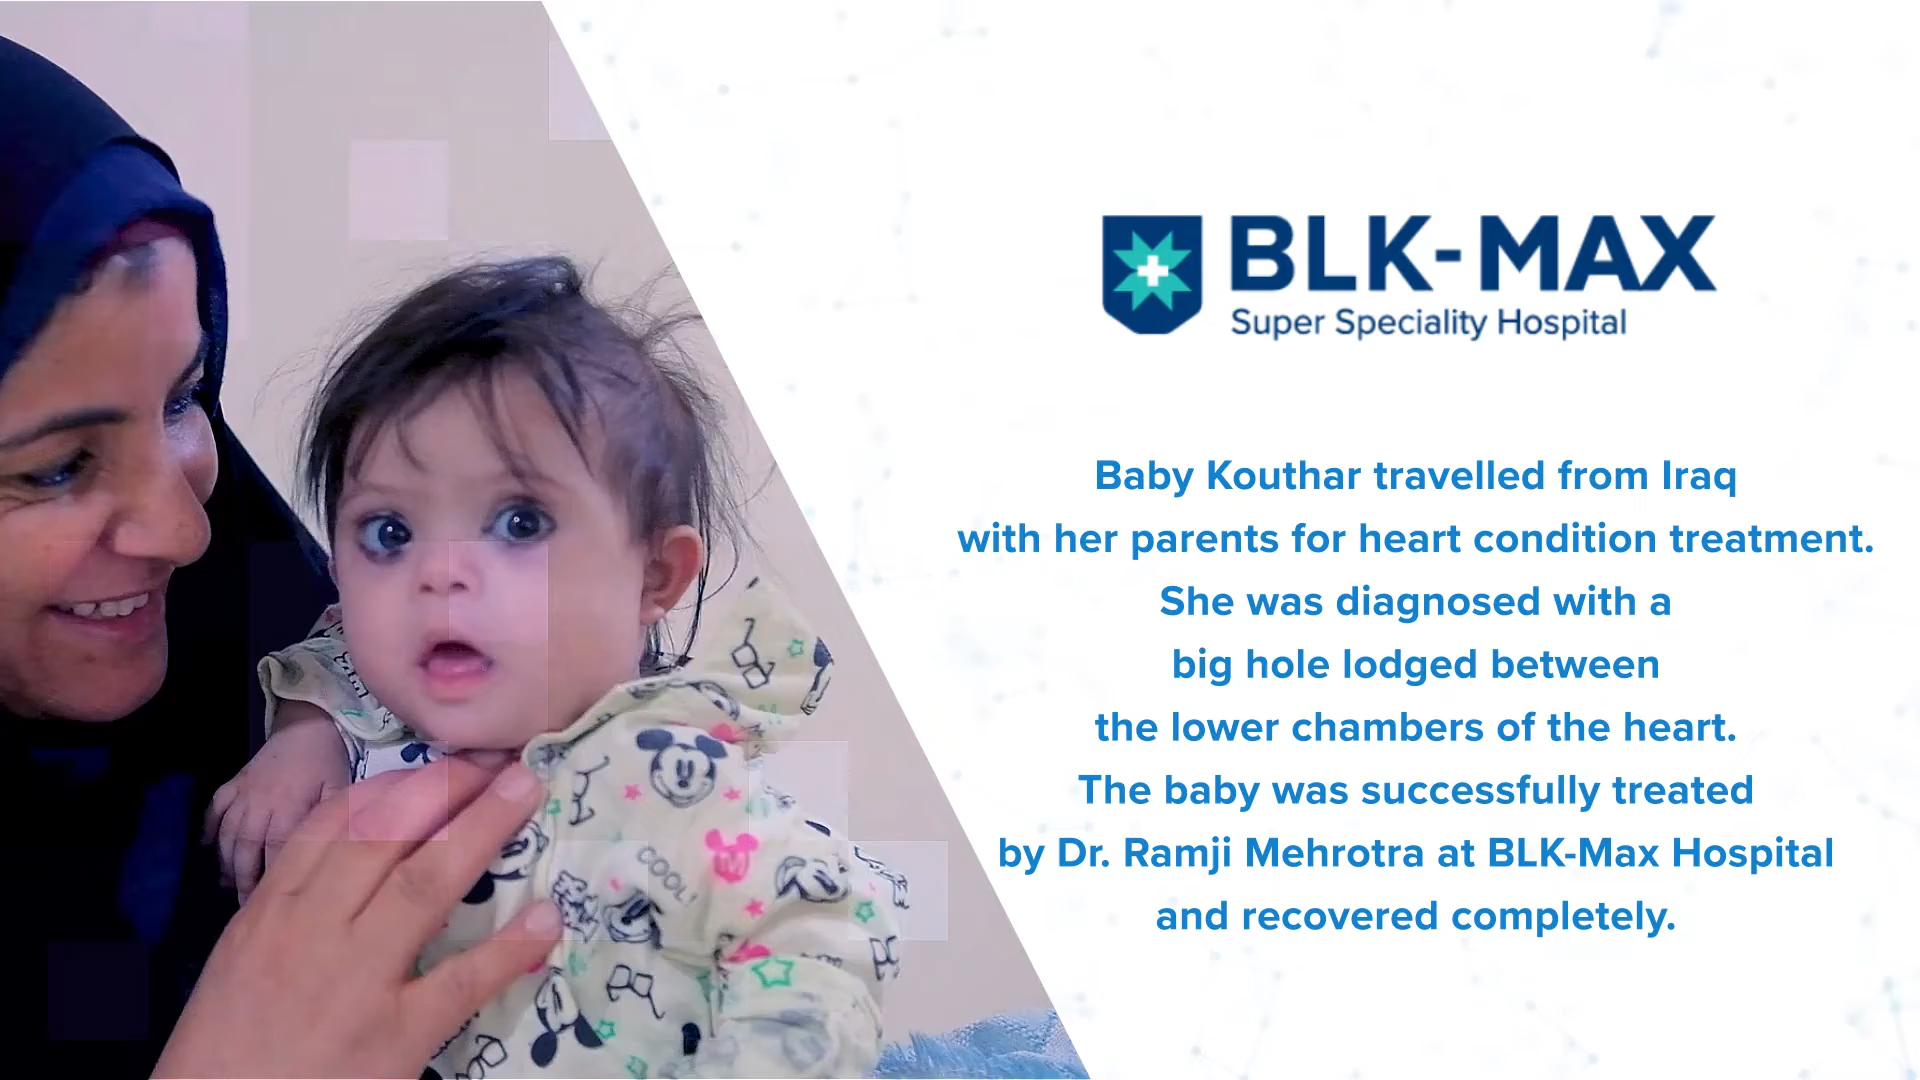 BLK-MAX
Super Speciality Hospital
Baby Kouthar travelled from Iraq
with her parents for heart condition treatment.
She was diagnosed with a
big hole lodged between
the lower chambers of the heart.
The baby was successfully treated
by Dr. Ramji Mehrotra at BLK-Max Hospital
and recovered completely.
COOL!
M